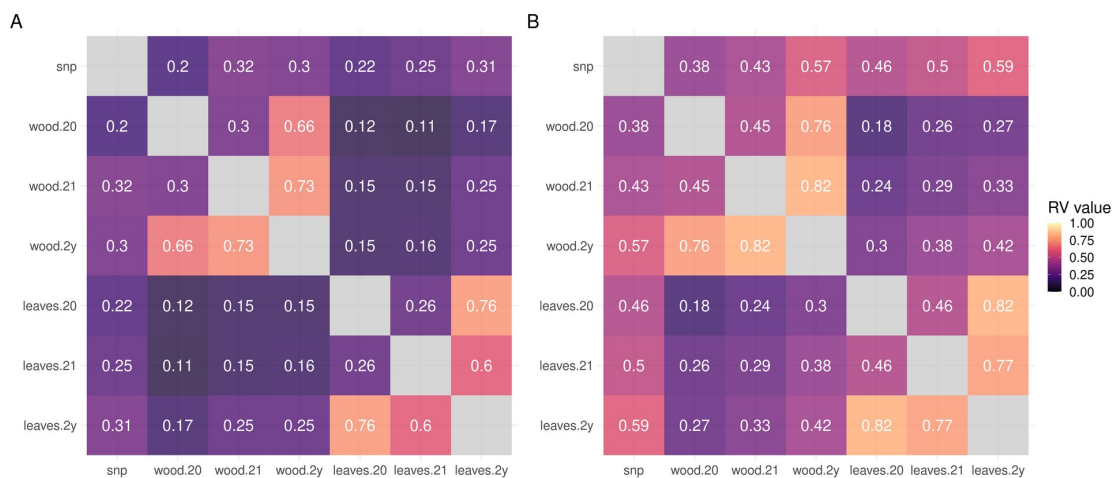 A
snp 0.2 0.32 0.3 0.22 0.25 0.31
wood.20 0.2 0.3 0.66 0.12 0.11 0.17
wood.21 0.32 0.3 0.73 0.15 0.15 0.25
wood.2y 0.3 0.66 0.73 0.15 0.16 0.25
leaves.20 0.22 0.12 0.15 0.15 0.26 0.76
leaves.21 0.25 0.11 0.15 0.16 0.26 0.6
leaves.2y 0.31 0.17 0.25 0.25 0.76 0.6
snp wood.20 wood.21 wood.2y leaves.20 leaves.21 leaves.2y
B
snp 0.38 0.43 0.57 0.46 0.5 0.59
wood.20 0.38 0.45 0.76 0.18 0.26 0.27
wood.21 0.43 0.45 0.82 0.24 0.29 0.33
wood.2y 0.57 0.76 0.82 0.3 0.38 0.42
leaves.20 0.46 0.18 0.24 0.3 0.46 0.82
leaves.21 0.5 0.26 0.29 0.38 0.46 0.77
leaves.2y 0.59 0.27 0.33 0.42 0.82 0.77
snp wood.20 wood.21 wood.2y leaves.20 leaves.21 leaves.2y
RV value
1.00
0.75
0.50
0.25
0.00